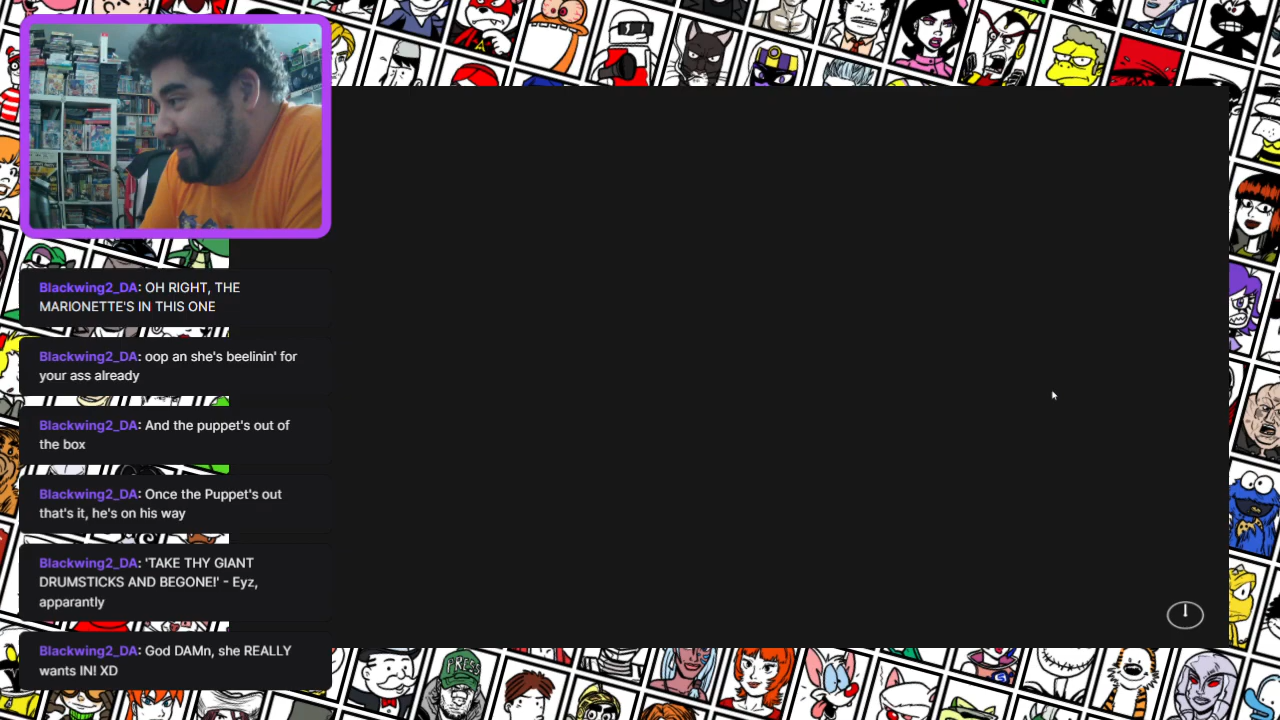 Blackwing2_DA: OH RIGHT, THE
MARIONETTE'S IN THIS ONE
Blackwing2_DA: oop an she's beelinin' for
your ass already
Blackwing2_DA: And the puppet's out of
the box
Blackwing2_DA: Once the Puppet's out
that's it, he's on his way
Blackwing2_DA: 'TAKE THY GIANT
DRUMSTICKS AND BEGONE!' - Eyz,
apparantly
Blackwing2_DA: God DAMn, she REALLY
wants IN! XD
PRESS